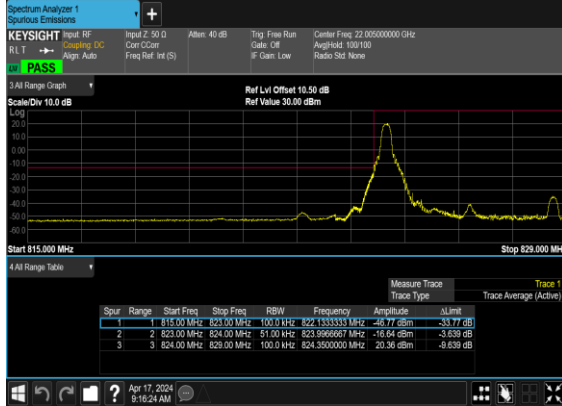 Spectrum Analyzer 1
Spurious Emissions
+
KEYSIGHT Input: RF Input Z: 50 Ω Atten: 40 dB Trig: Free Run Center Freq: 22.005000000 GHz
RLT Coupling: DC Corr CCorr Gate: Off Avg|Hold: 100/100
Align: Auto Freq Ref: Int (S) IF Gain: Low Radio Std: None
PASS
3 All Range Graph
Ref Lvl Offset 10.50 dB
Scale/Div 10.0 dB Ref Value 30.00 dBm
Log
20.0
10.0
0.00
-10.0
-20.0
-30.0
-40.0
-50.0
-60.0
Start 815.000 MHz Stop 829.000 MH
4 All Range Table
Measure Trace Trace 1
Trace Type Trace Average (Active)
Spur Range Start Freq Stop Freq RBW Frequency Amplitude ΔLimit
1 1 815.00 MHz 823.00 MHz 100.0 kHz 822.1333333 MHz -46.77 dBm -33.77 dB
2 2 823.00 MHz 824.00 MHz 51.00 kHz 823.9966667 MHz -16.64 dBm -3.639 dB
3 3 824.00 MHz 829.00 MHz 100.0 kHz 824.3500000 MHz 20.36 dBm -9.639 dB
? Apr 17, 2024
9:16:24 AM